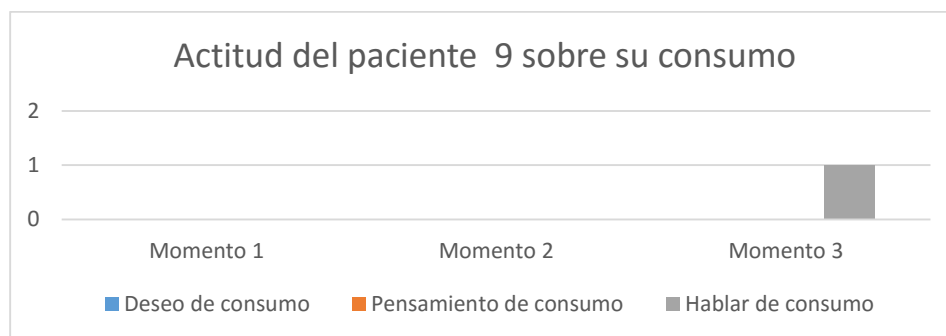 Actitud del paciente  9 sobre su consumo
2
1
0
Momento 1 Momento 2 Momento 3
Deseo de consumo Pensamiento de consumo Hablar de consumo